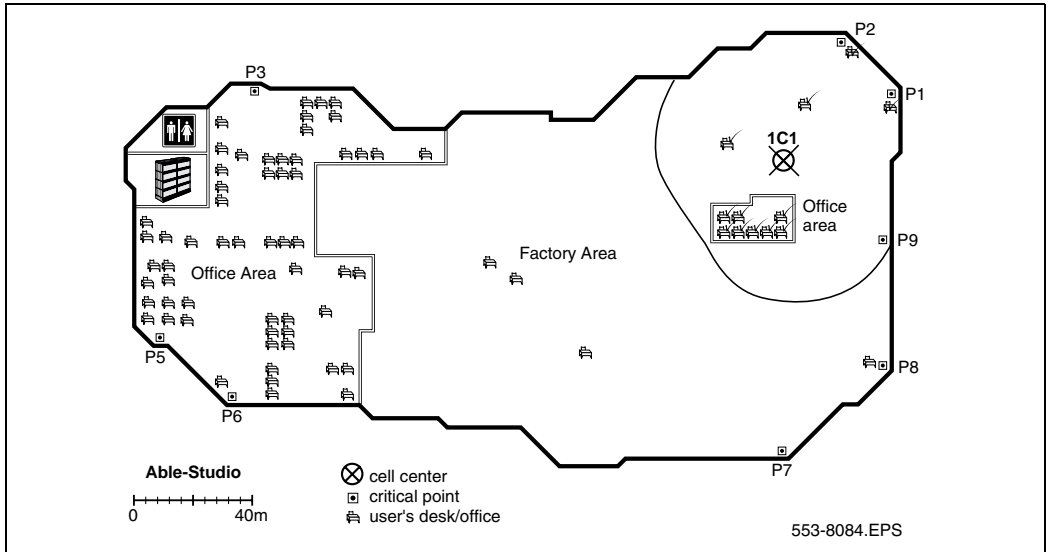 P2
P3
P1
1C1
Office
area
P9
Factory Area
Office Area
P5
P8
P6
P7
Able-Studio
0 40m
cell center
critical point
user's desk/office
553-8084.EPS